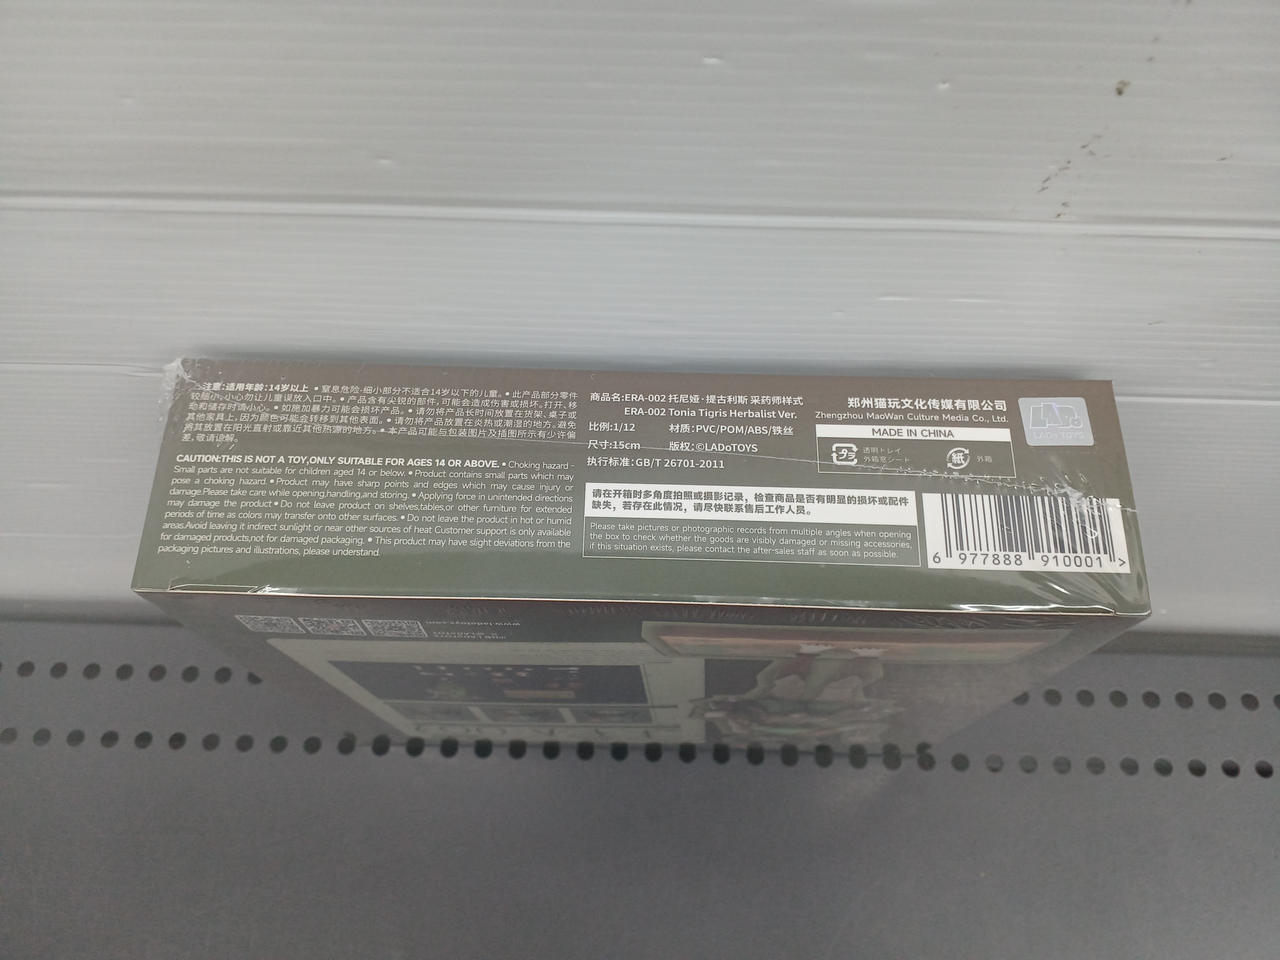 注意:适用年龄:14岁以上 • 窒息危险-细小部分不适合14岁以下的儿童。• 此产品部分零件
较细小,小心勿让儿童误放入口中。• 产品含有尖锐的部件,可能会造成伤害或损坏。打开、移
动和储存时请小心。• 如施加暴力可能会损坏产品。• 请勿将产品长时间放置在货架、桌子或
其他家具上,因为颜色可能会转移到其他表面。• 请勿将产品放置在炎热或潮湿的地方。避免
将其放置在阳光直射或靠近其他热源的地方。• 本产品可能与包装图片及插图所示有少许偏
差,敬请谅解。
CAUTION:THIS IS NOT A TOY,ONLY SUITABLE FOR AGES 14 OR ABOVE. • Choking hazard -
Small parts are not suitable for children aged 14 or below. • Product contains small parts which may
pose a choking hazard. • Product may have sharp points and edges which may cause injury or
damage.Please take care while opening,handling,and storing. • Applying force in unintended directions
may damage the product • Do not leave product on shelves,tables,or other furniture for extended
periods of time as colors may transfer onto other surfaces. • Do not leave the product in hot or humid
areas.Avoid leaving it indirect sunlight or near other sources of heat Customer support is only available
for damaged products,not for damaged packaging. • This product may have slight deviations from the
packaging pictures and illustrations, please understand.
商品名:ERA-002 托尼娅·提古利斯 采药师样式
ERA-002 Tonia Tigris Herbalist Ver.
比例:1/12 材质:PVC/POM/ABS/铁丝
尺寸:15cm 版权:©LADoTOYS
执行标准:GB/T 26701-2011
请在开箱时多角度拍照或摄影记录，检查商品是否有明显的损坏或配件
缺失，若存在此情况，请尽快联系售后工作人员。
Please take pictures or photographic records from multiple angles when opening
the box to check whether the goods are visibly damaged or missing accessories,
if this situation exists, please contact the after-sales staff as soon as possible.
郑州猫玩文化传媒有限公司
Zhengzhou MaoWan Culture Media Co., Ltd.
MADE IN CHINA
プラ
透明トレイ
外箱窓シート
紙
外箱
LADo
LADoTOYS
6 977888 910001 >
www.ladotoys.com